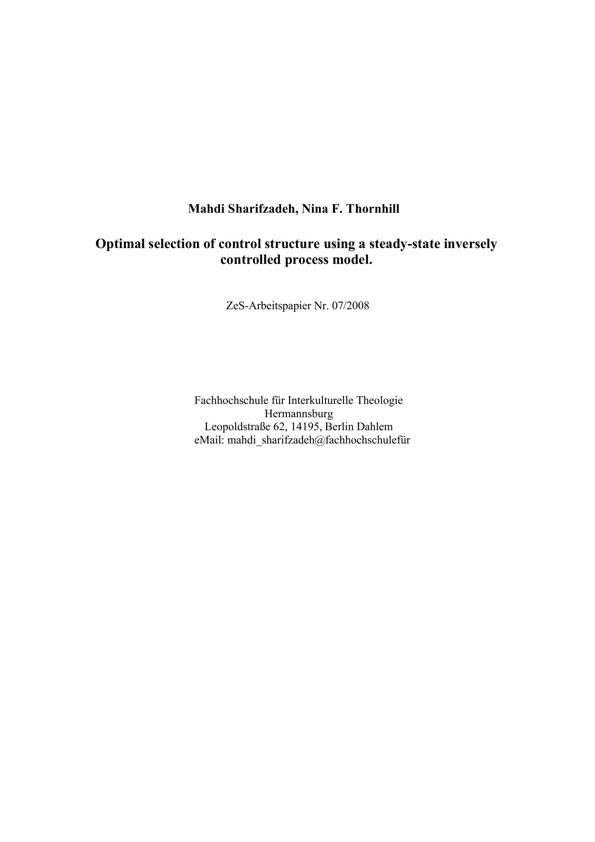 Mahdi Sharifzadeh, Nina F. Thornhill
Optimal selection of control structure using a steady-state inversely
controlled process model.
ZeS-Arbeitspapier Nr. 07/2008
Fachhochschule für Interkulturelle Theologie
Hermannsburg
Leopoldstraße 62, 14195, Berlin Dahlem
eMail: mahdi_sharifzadeh@fachhochschulefür